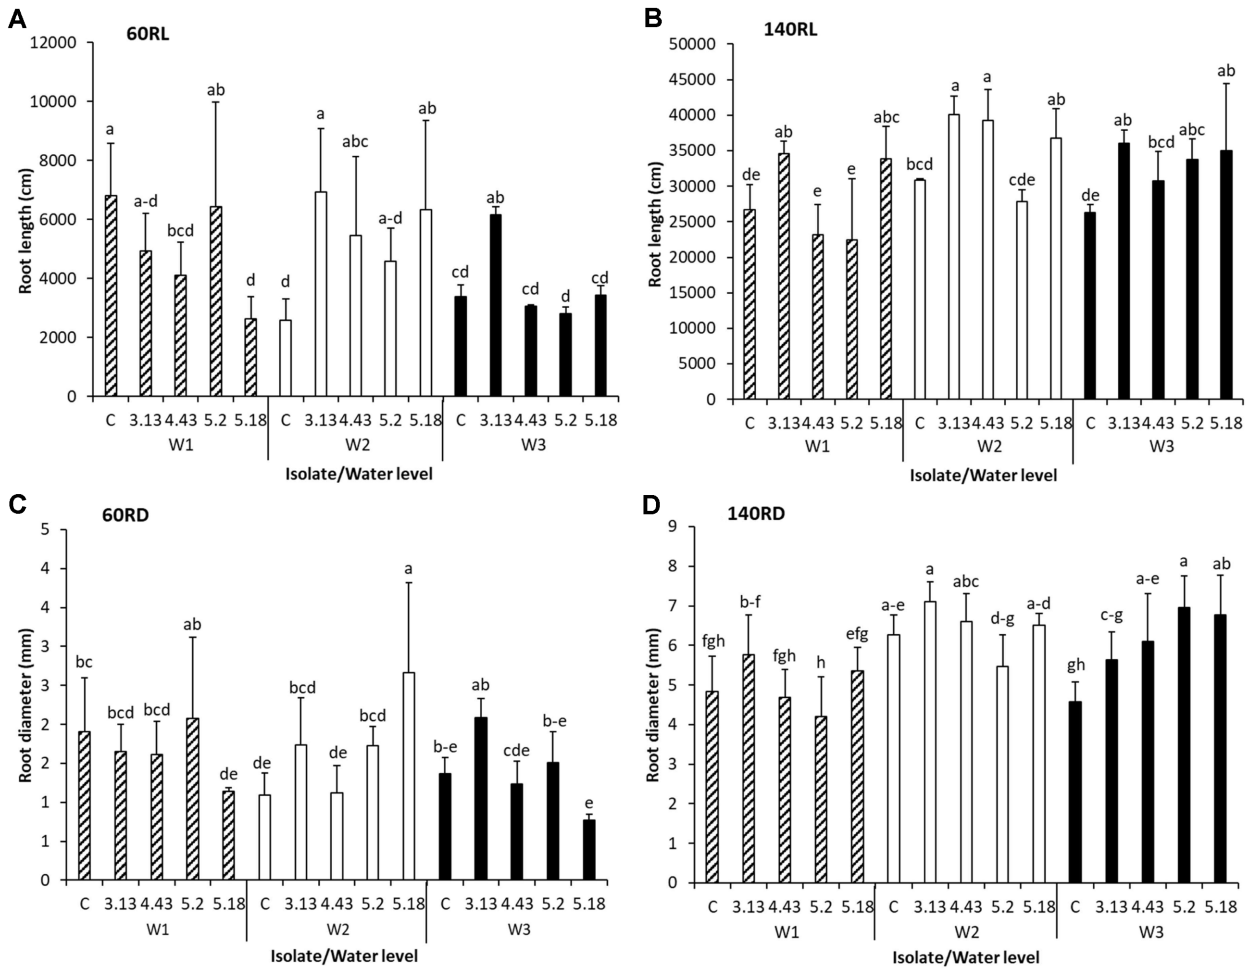 A
60RL
12000
10000
8000
6000
4000
2000
0
Root length (cm)
a a-d bcd ab d d a abc a-d ab cd ab cd d cd
C 3.13 4.43 5.2 5.18 C 3.13 4.43 5.2 5.18 C 3.13 4.43 5.2 5.18
W1 W2 W3
Isolate/Water level
B
140RL
50000
45000
40000
35000
30000
25000
20000
15000
10000
5000
0
Root length (cm)
de ab e e abc bcd a a cde ab de ab bcd abc ab
C 3.13 4.43 5.2 5.18 C 3.13 4.43 5.2 5.18 C 3.13 4.43 5.2 5.18
W1 W2 W3
Isolate/Water level
C
60RD
5
4
4
3
3
2
2
1
1
0
Root diameter (mm)
bc bcd bcd ab de de bcd de bcd a b-e ab cde b-e e
C 3.13 4.43 5.2 5.18 C 3.13 4.43 5.2 5.18 C 3.13 4.43 5.2 5.18
W1 W2 W3
Isolate/Water level
D
140RD
9
8
7
6
5
4
3
2
1
0
Root diameter (mm)
fgh b-f fgh h efg a-e a abc d-g a-d gh c-g a-e a ab
C 3.13 4.43 5.2 5.18 C 3.13 4.43 5.2 5.18 C 3.13 4.43 5.2 5.18
W1 W2 W3
Isolate/Water level